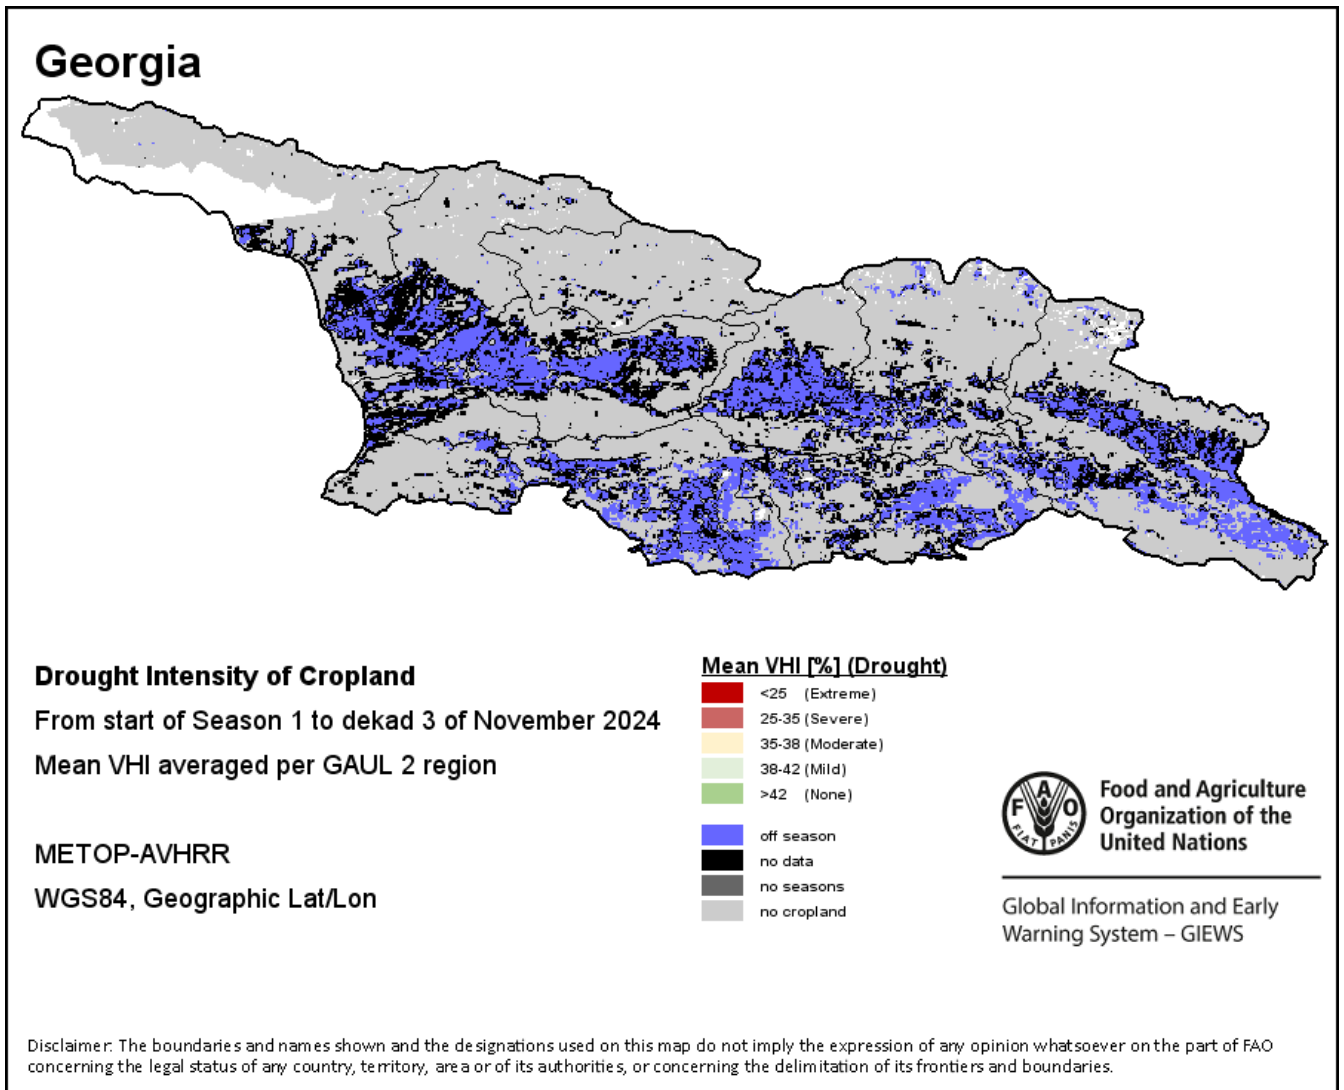 Georgia
Drought Intensity of Cropland
From start of Season 1 to dekad 3 of November 2024
Mean VHI averaged per GAUL 2 region
METOP-AVHRR
WGS84, Geographic Lat/Lon
Mean VHI [%] (Drought)
<25 (Extreme)
25-35 (Severe)
35-38 (Moderate)
38-42 (Mild)
>42 (None)
off season
no data
no seasons
no cropland
F A O
FIAT PANIS
Food and Agriculture
Organization of the
United Nations
Global Information and Early
Warning System – GIEWS
Disclaimer: The boundaries and names shown and the designations used on this map do not imply the expression of any opinion whatsoever on the part of FAO
concerning the legal status of any country, territory, area or of its authorities, or concerning the delimitation of its frontiers and boundaries.